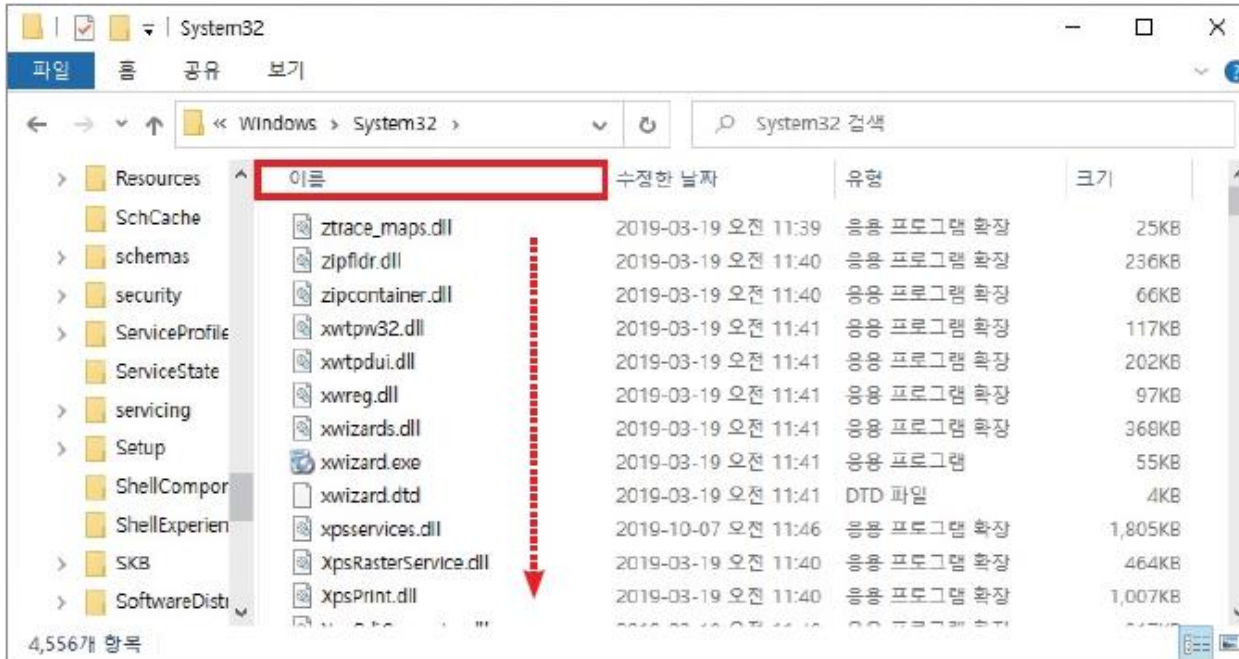 System32
파일 홈 공유 보기
« Windows › System32 ›
System32 검색
이름 수정한 날짜 유형 크기
Resources
SchCache
schemas
security
ServiceProfile
ServiceState
servicing
Setup
ShellCompor
ShellExperien
SKB
SoftwareDistr
ztrace_maps.dll 2019-03-19 오전 11:39 응용 프로그램 확장 25KB
zipfldr.dll 2019-03-19 오전 11:40 응용 프로그램 확장 236KB
zipcontainer.dll 2019-03-19 오전 11:40 응용 프로그램 확장 66KB
xwtpw32.dll 2019-03-19 오전 11:41 응용 프로그램 확장 117KB
xwtpdui.dll 2019-03-19 오전 11:41 응용 프로그램 확장 202KB
xwreg.dll 2019-03-19 오전 11:41 응용 프로그램 확장 97KB
xwizards.dll 2019-03-19 오전 11:41 응용 프로그램 확장 368KB
xwizard.exe 2019-03-19 오전 11:41 응용 프로그램 55KB
xwizard.dtd 2019-03-19 오전 11:41 DTD 파일 4KB
xpsservices.dll 2019-10-07 오전 11:46 응용 프로그램 확장 1,805KB
XpsRasterService.dll 2019-03-19 오전 11:40 응용 프로그램 확장 464KB
XpsPrint.dll 2019-03-19 오전 11:40 응용 프로그램 확장 1,007KB
4,556개 항목